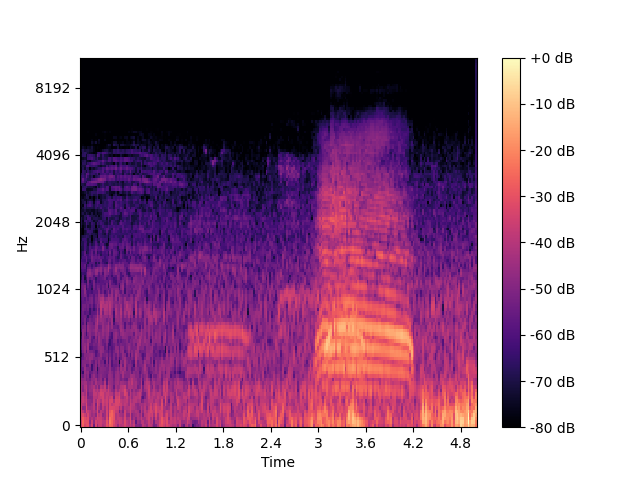 +0 dB
8192
-10 dB
4096
-20 dB
-30 dB
2048
-40 dB
Hz
1024
-50 dB
-60 dB
512
-70 dB
0
-80 dB
0 0.6 1.2 1.8 2.4 3 3.6 4.2 4.8
Time